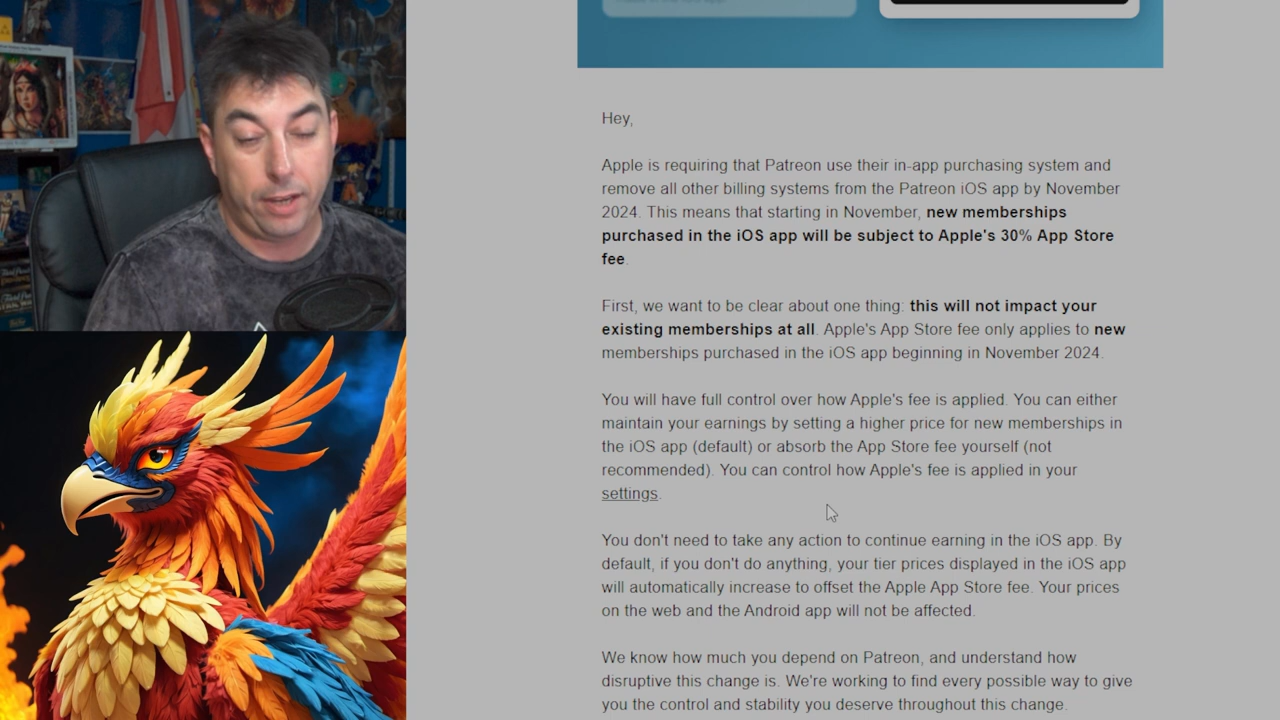 Hey,
Apple is requiring that Patreon use their in-app purchasing system and
remove all other billing systems from the Patreon iOS app by November
2024. This means that starting in November, new memberships
purchased in the iOS app will be subject to Apple's 30% App Store
fee.
First, we want to be clear about one thing: this will not impact your
existing memberships at all. Apple's App Store fee only applies to new
memberships purchased in the iOS app beginning in November 2024.
You will have full control over how Apple's fee is applied. You can either
maintain your earnings by setting a higher price for new memberships in
the iOS app (default) or absorb the App Store fee yourself (not
recommended). You can control how Apple's fee is applied in your
settings.
You don't need to take any action to continue earning in the iOS app. By
default, if you don't do anything, your tier prices displayed in the iOS app
will automatically increase to offset the Apple App Store fee. Your prices
on the web and the Android app will not be affected.
We know how much you depend on Patreon, and understand how
disruptive this change is. We're working to find every possible way to give
you the control and stability you deserve throughout this change.